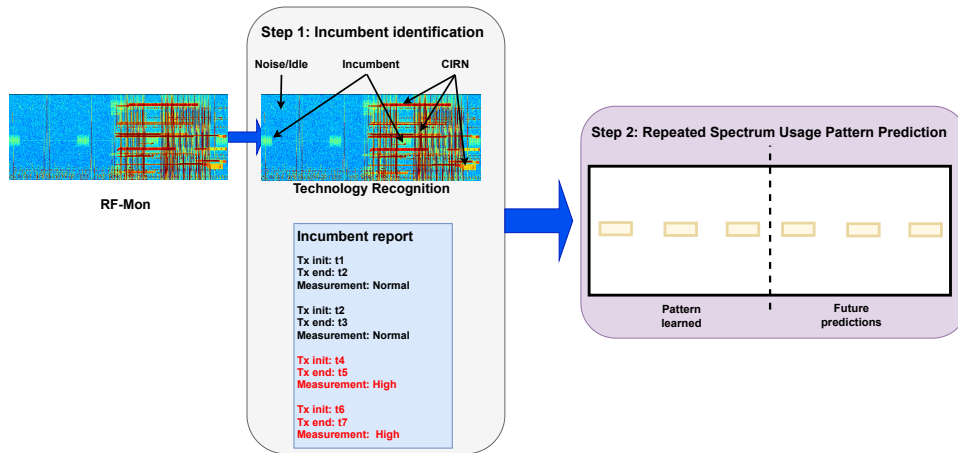 Step 1: Incumbent identification
Noise/Idle
Incumbent
CIRN
RF-Mon
Technology Recognition
Incumbent report
Tx init: t1
Tx end: t2
Measurement: Normal
Tx init: t2
Tx end: t3
Measurement: Normal
Tx init: t4
Tx end: t5
Measurement: High
Tx init: t6
Tx end: t7
Measurement:  High
Step 2: Repeated Spectrum Usage Pattern Prediction
Pattern
learned
Future
predictions